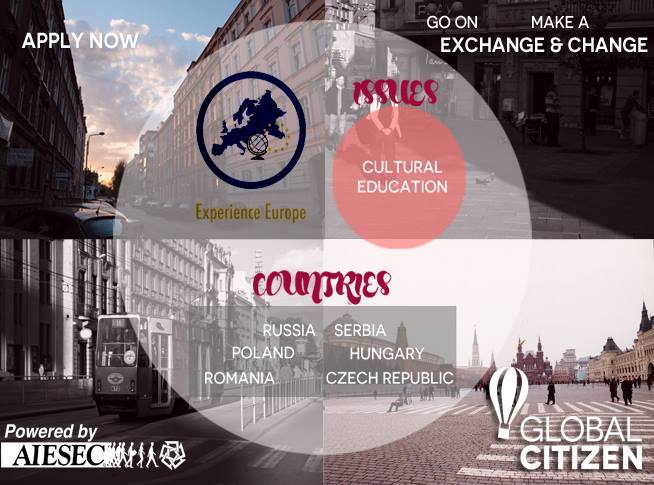 APPLY NOW
GO ON MAKE A
EXCHANGE & CHANGE
Experience Europe
ISSUES
CULTURAL
EDUCATION
COUNTRIES
RUSSIA SERBIA
POLAND HUNGARY
ROMANIA CZECH REPUBLIC
Powered by
AIESEC
GLOBAL
CITIZEN